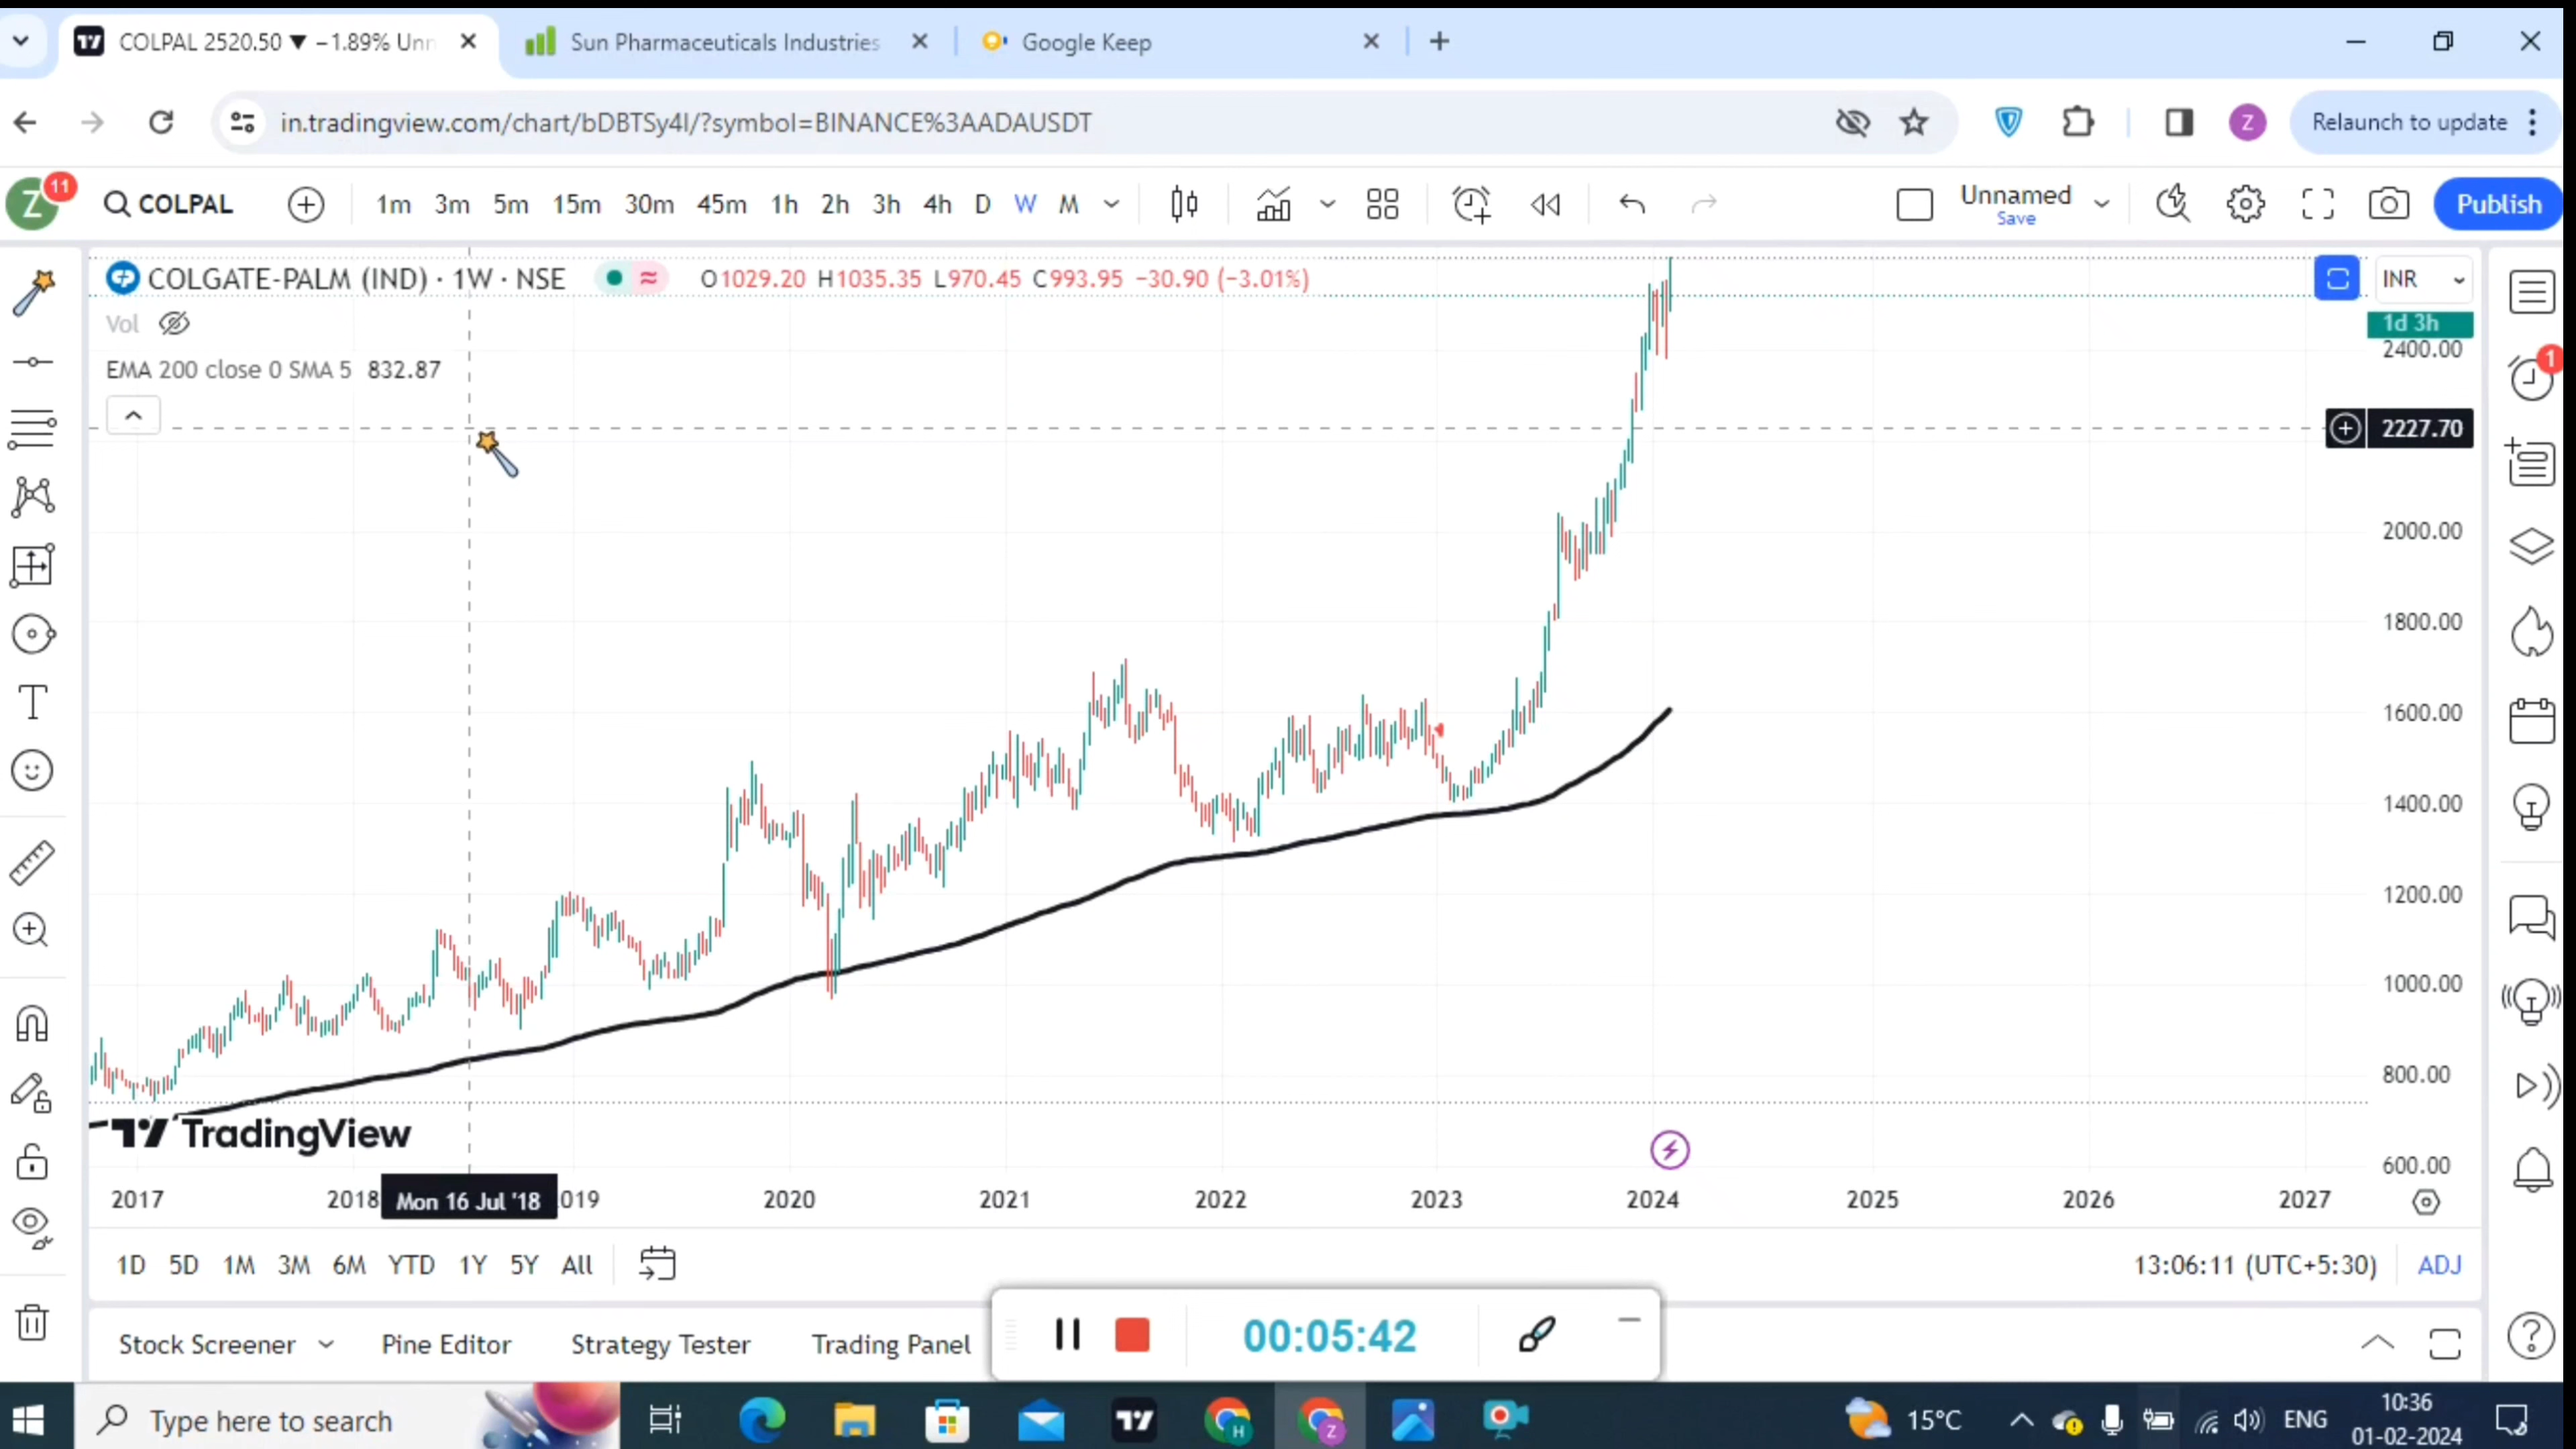 COLPAL 2520.50 ▼ −1.89% Unn
Sun Pharmaceuticals Industries
Google Keep
in.tradingview.com/chart/bDBTSy4I/?symbol=BINANCE%3AADAUSDT
Z
Relaunch to update
Z 11
COLPAL
1m 3m 5m 15m 30m 45m 1h 2h 3h 4h D W M
Unnamed
Save
Publish
COLGATE-PALM (IND) · 1W · NSE
O1029.20 H1035.35 L970.45 C993.95 −30.90 (−3.01%)
INR
Vol
1d 3h
EMA 200 close 0 SMA 5 832.87
2400.00
1
2227.70
2000.00
1800.00
1600.00
1400.00
1200.00
1000.00
800.00
600.00
TradingView
2017 2018 Mon 16 Jul '18 019 2020 2021 2022 2023 2024 2025 2026 2027
1D 5D 1M 3M 6M YTD 1Y 5Y All
13:06:11 (UTC+5:30) ADJ
Stock Screener Pine Editor Strategy Tester Trading Panel
00:05:42
Type here to search
H
Z
15°C
ENG
10:36
01-02-2024